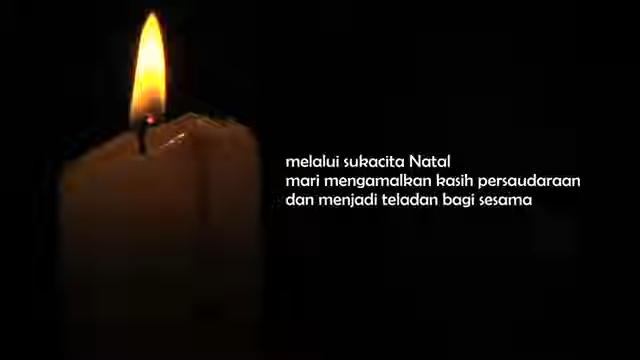 melalui sukacita Natal
mari mengamalkan kasih persaudaraan
dan menjadi teladan bagi sesama